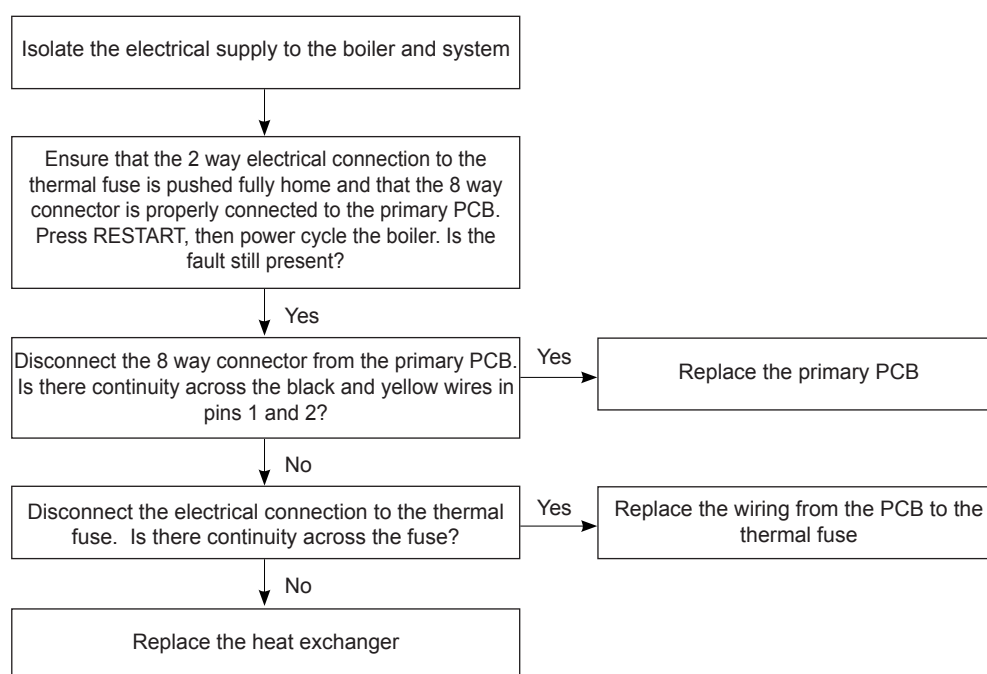 Isolate the electrical supply to the boiler and system
Ensure that the 2 way electrical connection to the
thermal fuse is pushed fully home and that the 8 way
connector is properly connected to the primary PCB.
Press RESTART, then power cycle the boiler. Is the
fault still present?
Yes
Disconnect the 8 way connector from the primary PCB.
Is there continuity across the black and yellow wires in
pins 1 and 2?
Yes
Replace the primary PCB
No
Disconnect the electrical connection to the thermal
fuse.  Is there continuity across the fuse?
Yes
Replace the wiring from the PCB to the
thermal fuse
No
Replace the heat exchanger